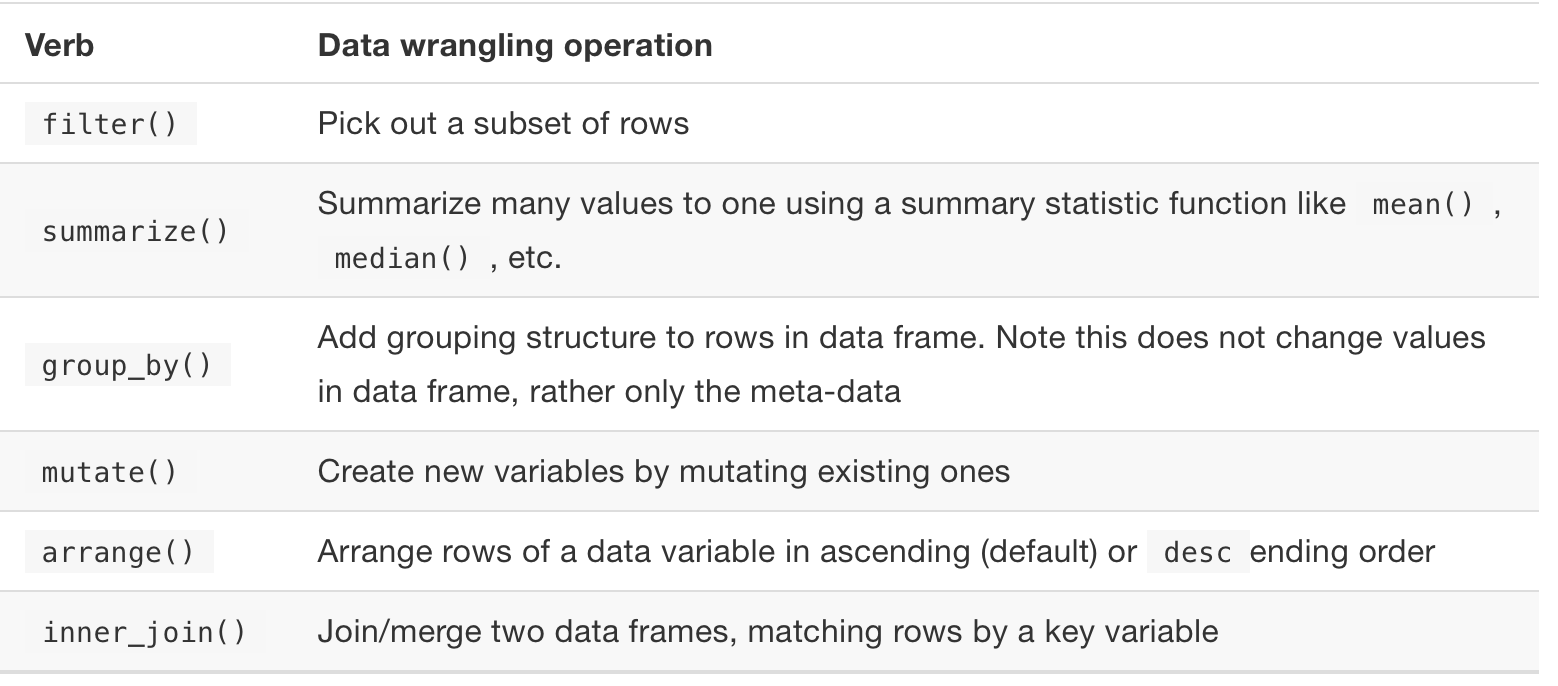 Verb Data wrangling operation
filter() Pick out a subset of rows
summarize() Summarize many values to one using a summary statistic function like mean() ,
median() , etc.
group_by() Add grouping structure to rows in data frame. Note this does not change values
in data frame, rather only the meta-data
mutate() Create new variables by mutating existing ones
arrange() Arrange rows of a data variable in ascending (default) or desc ending order
inner_join() Join/merge two data frames, matching rows by a key variable